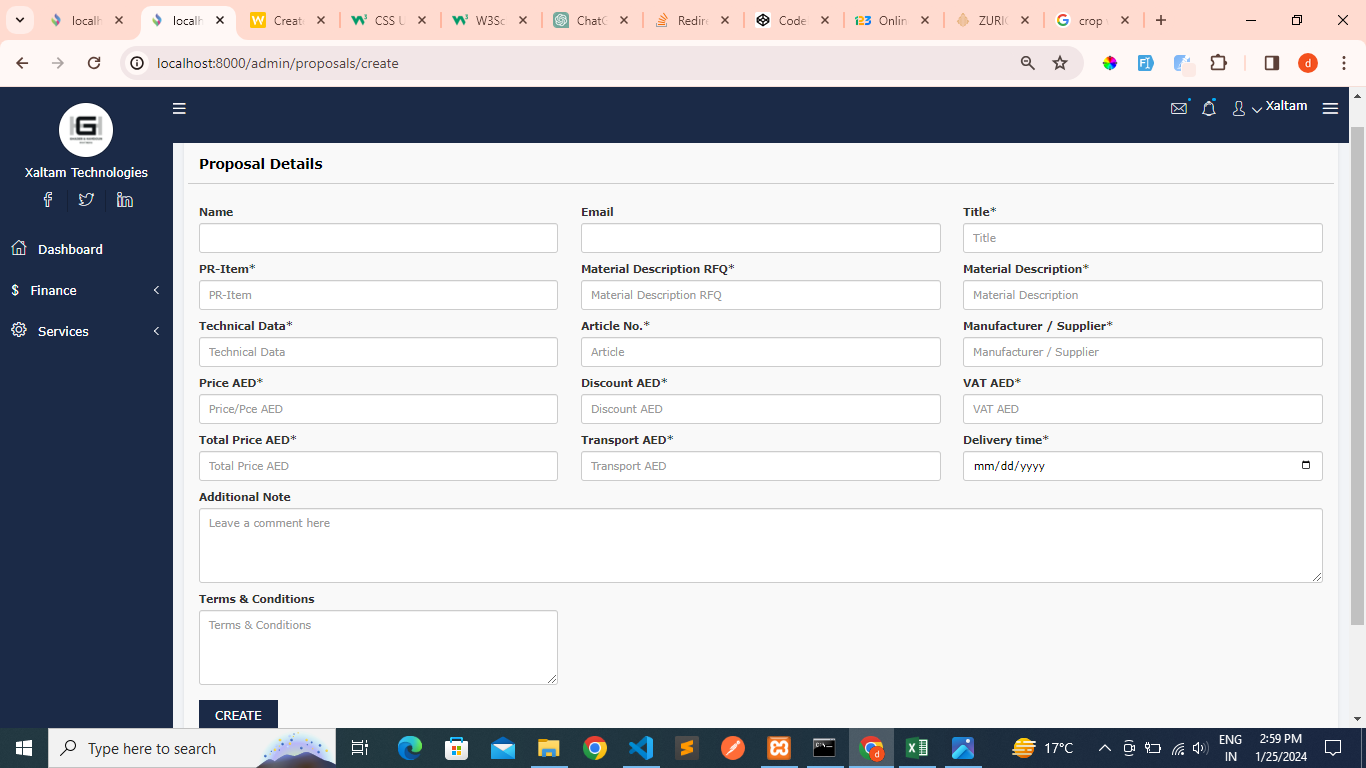 localh
localh
Create
CSS U
W3Sc
ChatG
Redire
Code
Onlin
ZURI
crop
localhost:8000/admin/proposals/create
d
GH
Xaltam Technologies
Xaltam
Dashboard
$ Finance
Services
Proposal Details
Name Email Title*
Title
PR-Item* Material Description RFQ* Material Description*
PR-Item Material Description RFQ Material Description
Technical Data* Article No.* Manufacturer / Supplier*
Technical Data Article Manufacturer / Supplier
Price AED* Discount AED* VAT AED*
Price/Pce AED Discount AED VAT AED
Total Price AED* Transport AED* Delivery time*
Total Price AED Transport AED mm/dd/yyyy
Additional Note
Leave a comment here
Terms & Conditions
Terms & Conditions
CREATE
Type here to search
17°C
ENG
IN
2:59 PM
1/25/2024